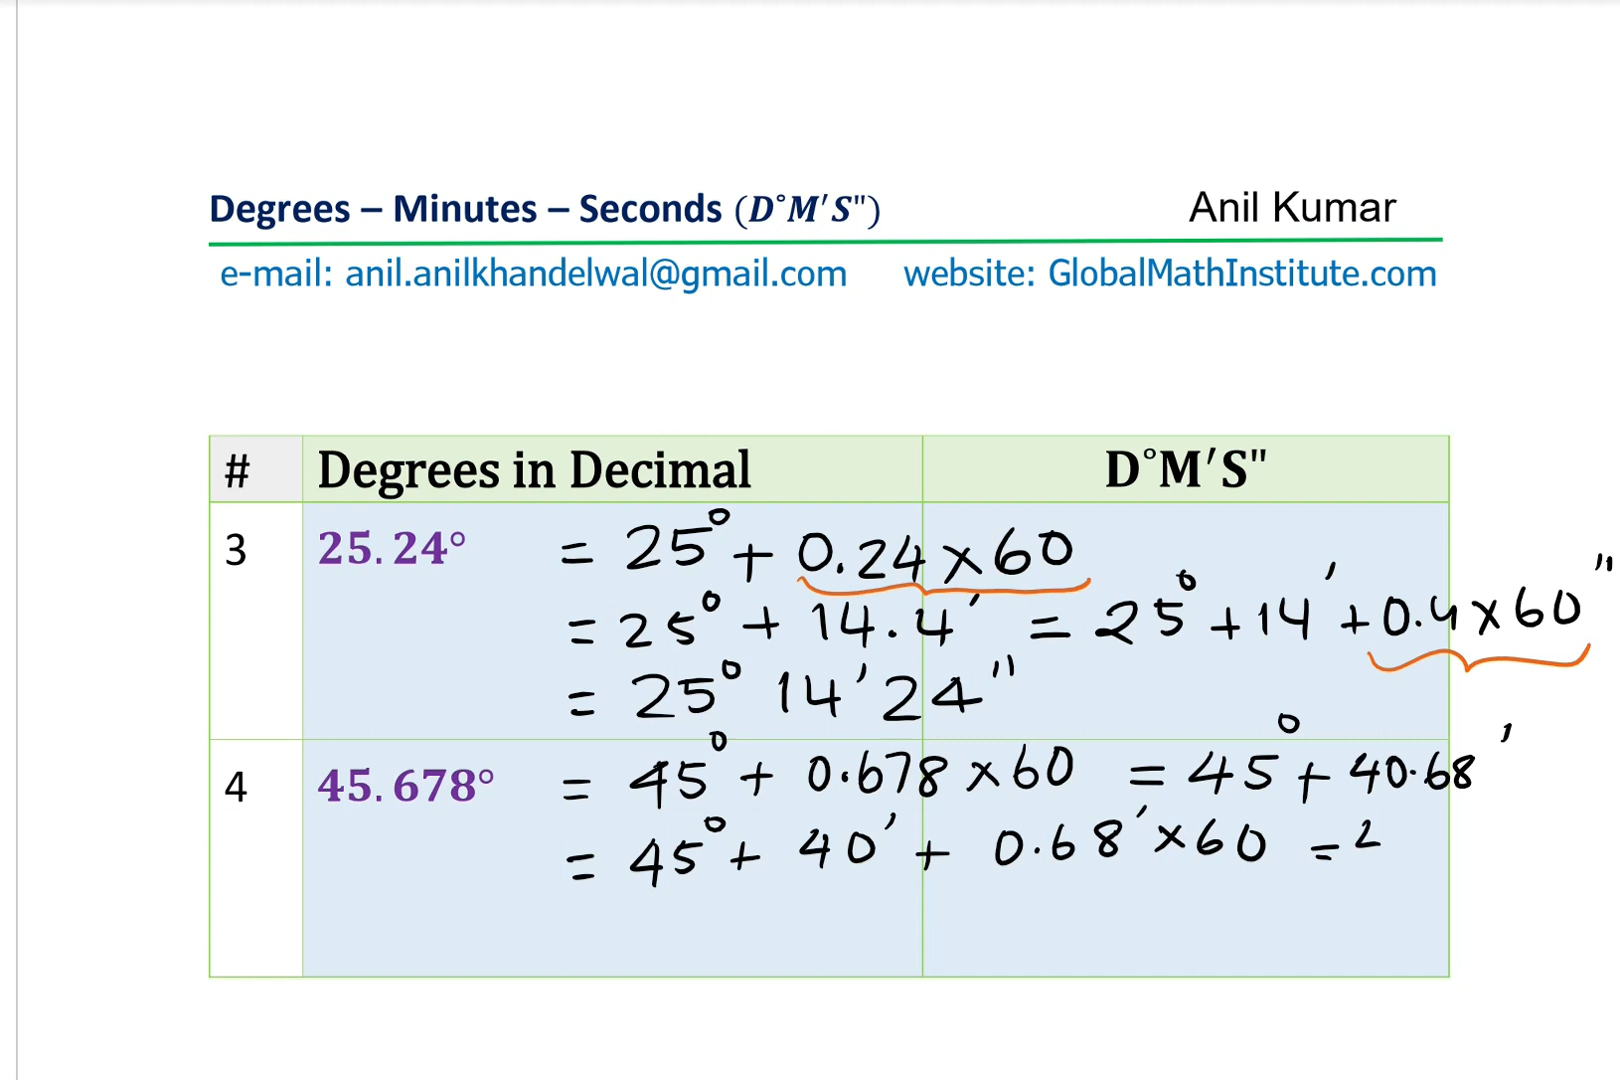 Degrees – Minutes – Seconds (D°M′S") Anil Kumar
e-mail: anil.anilkhandelwal@gmail.com website: GlobalMathInstitute.com
# Degrees in Decimal D°M′S"
3 25.24° = 25° + 0.24 × 60
= 25° + 14.4′ = 25° + 14′ + 0.4 × 60"
= 25° 14′ 24"
4 45.678° = 45° + 0.678 × 60 = 45° + 40.68′
= 45° + 40′ + 0.68′ × 60 = 2